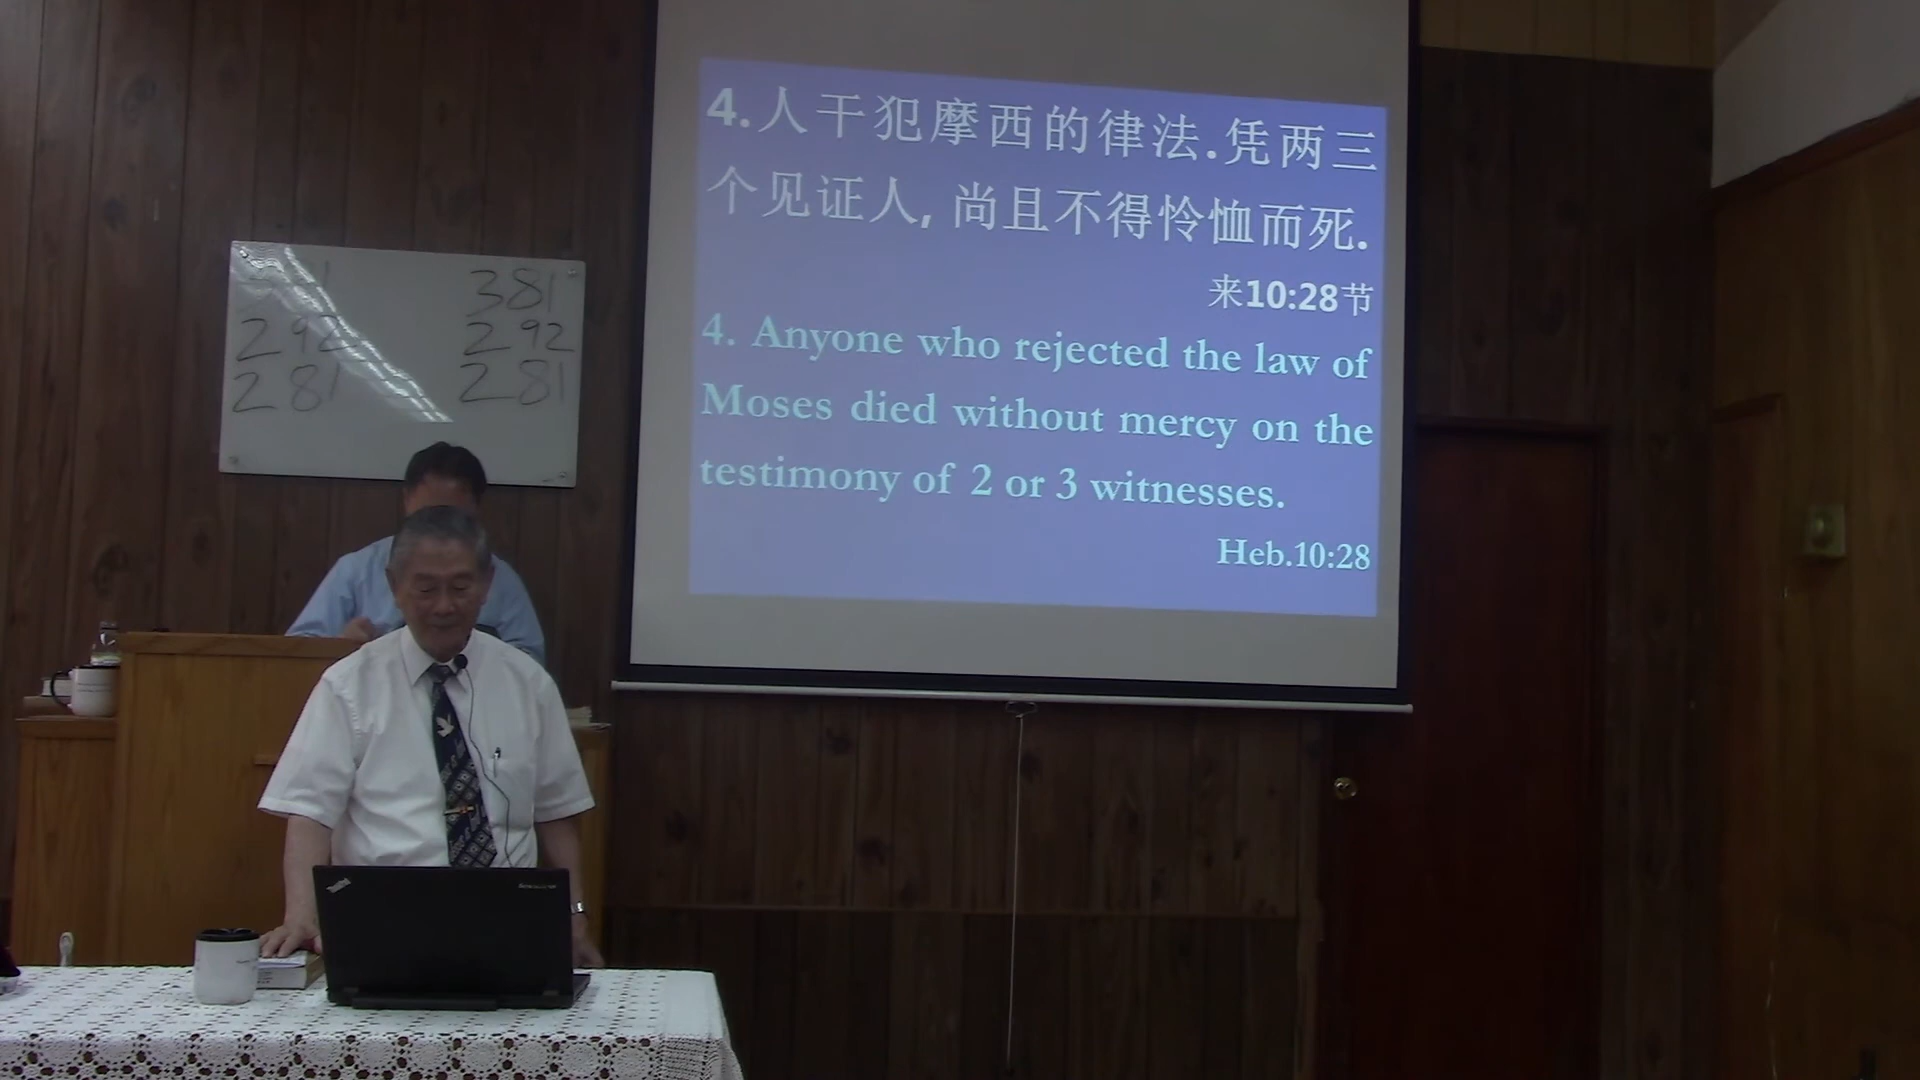 4.人干犯摩西的律法.凭两三
个见证人, 尚且不得怜恤而死.
来10:28节
4. Anyone who rejected the law of
Moses died without mercy on the
testimony of 2 or 3 witnesses.
Heb.10:28
381
292
292
281
281
ThinkPad